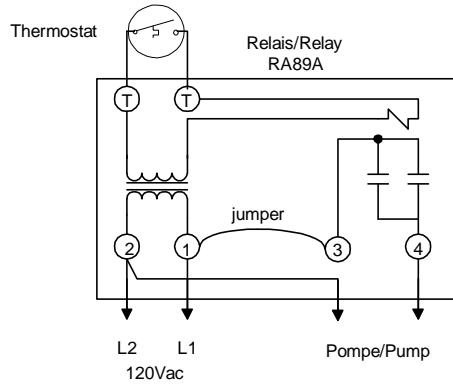 Thermostat
Relais/Relay
RA89A
T T
jumper
2 1 3 4
L2 L1 Pompe/Pump
120Vac